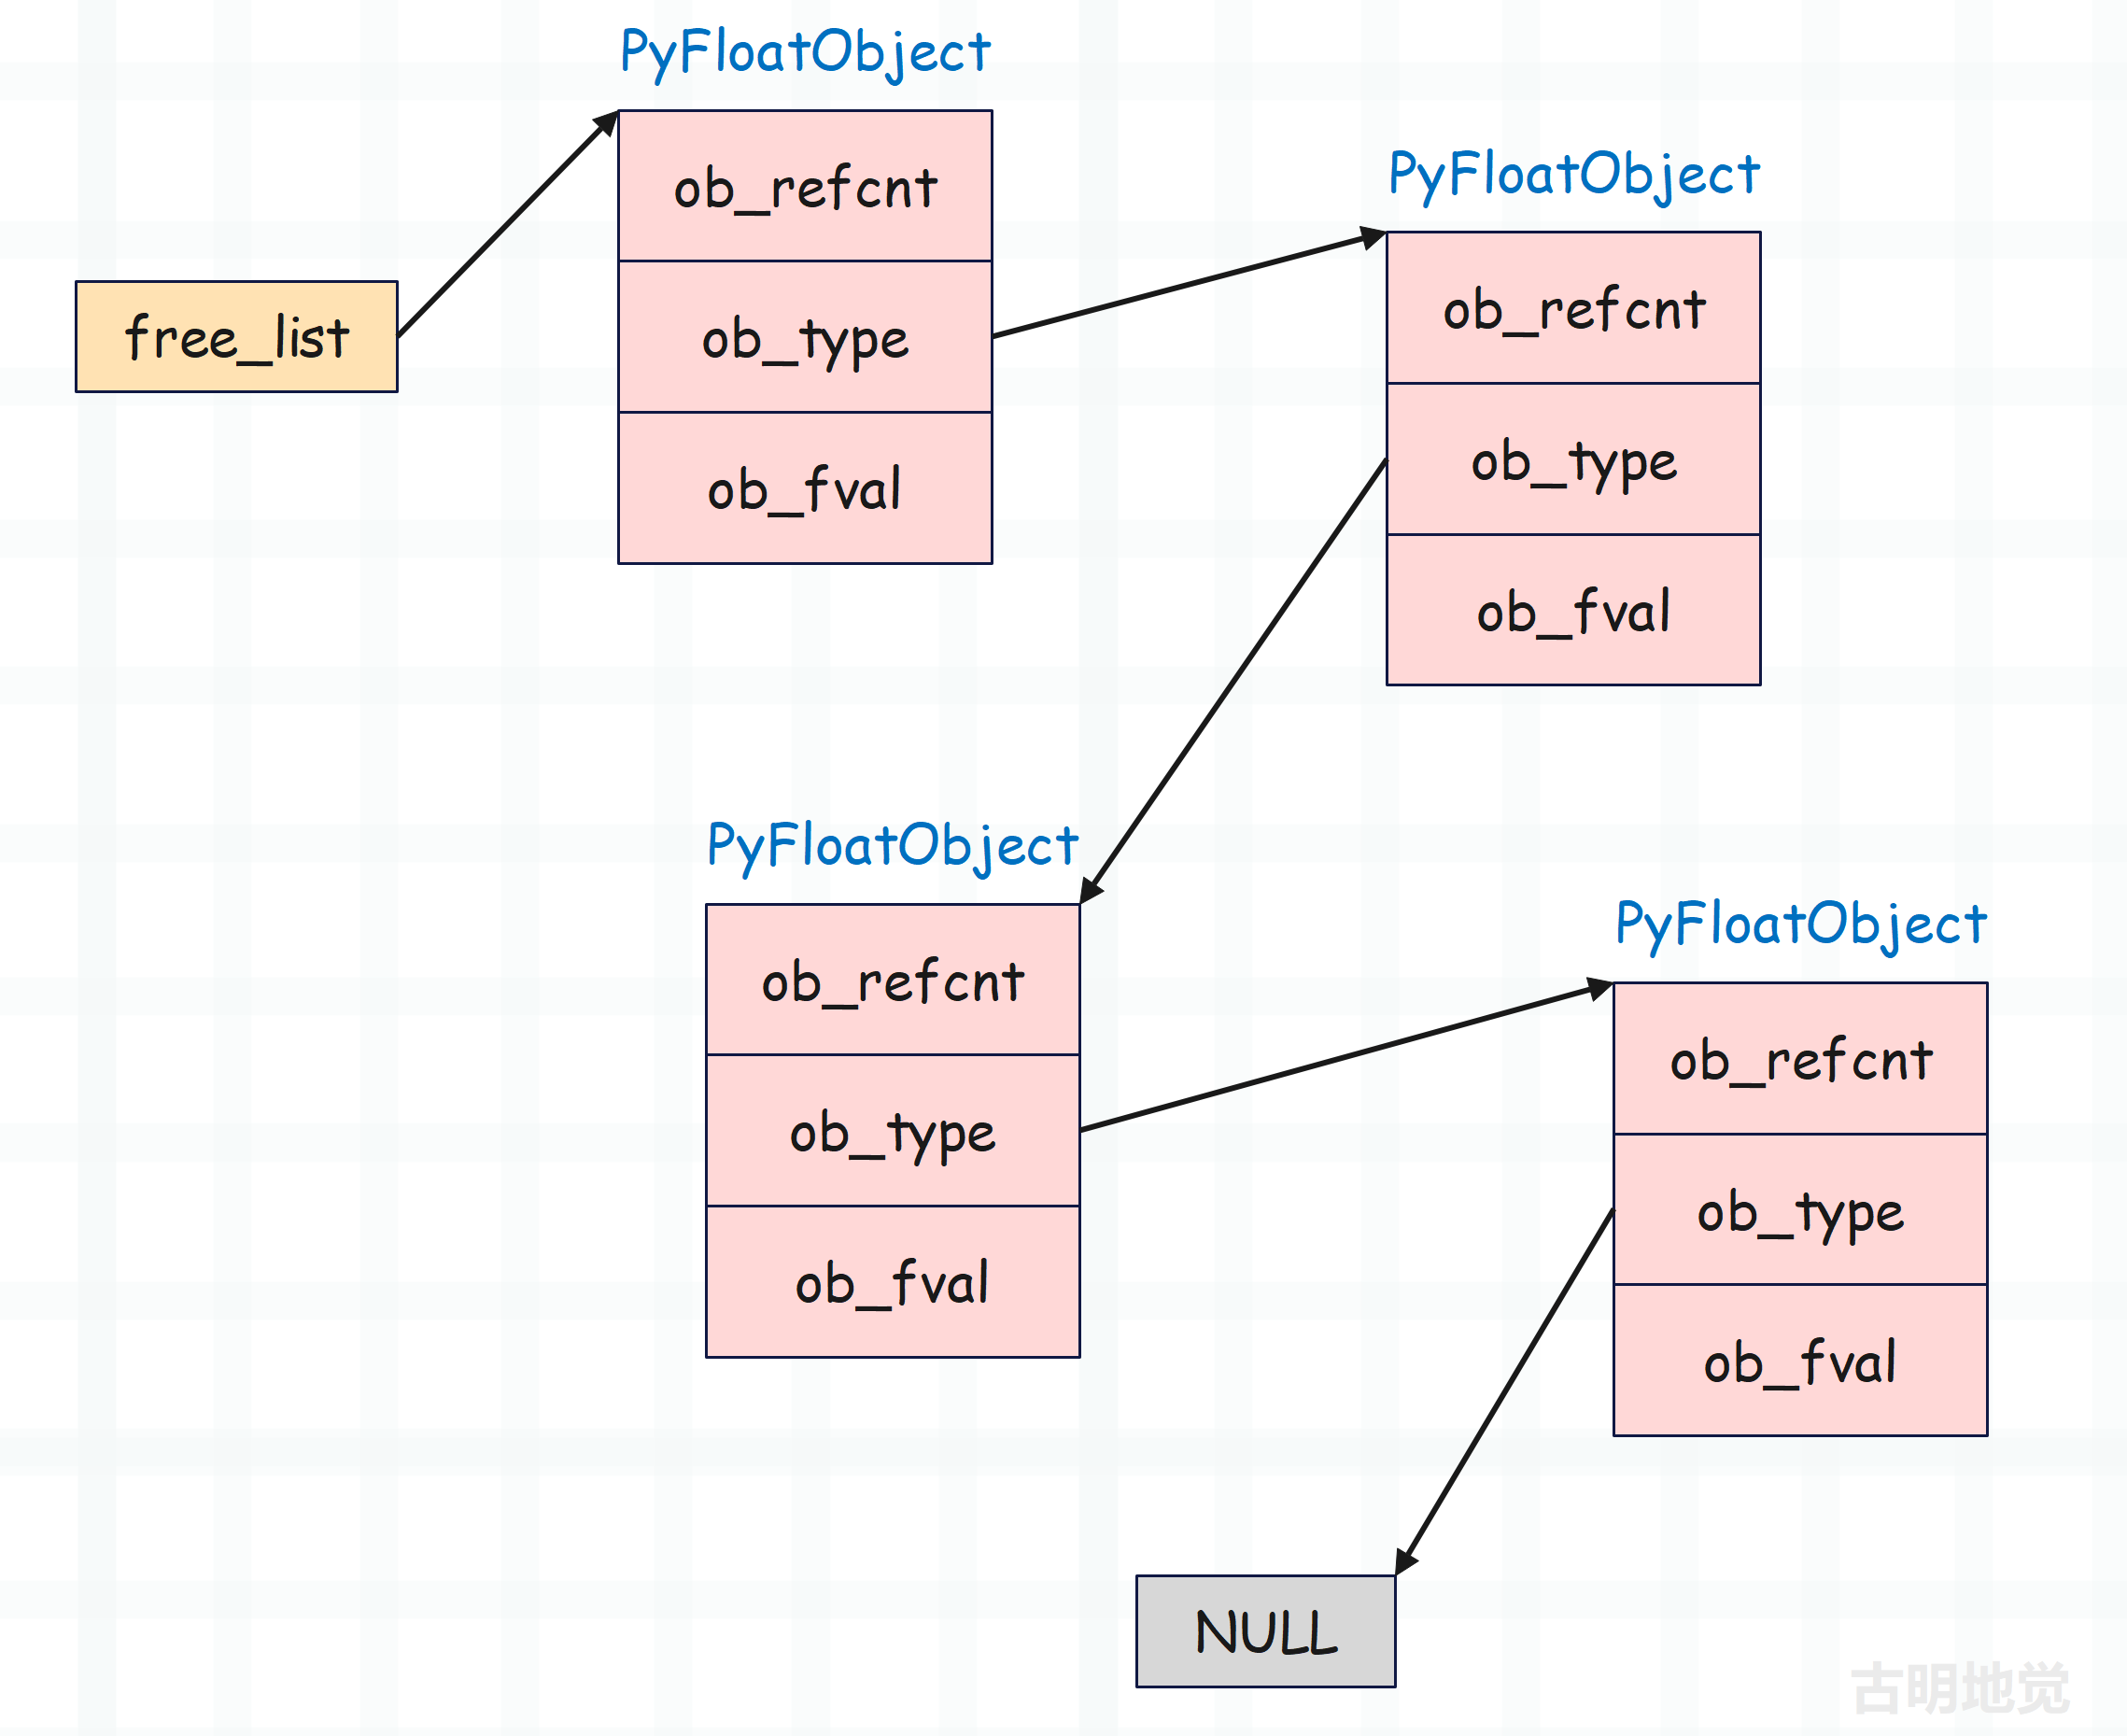 PyFloatObject
ob_refcnt
ob_type
ob_fval
free_list
PyFloatObject
ob_refcnt
ob_type
ob_fval
PyFloatObject
ob_refcnt
ob_type
ob_fval
PyFloatObject
ob_refcnt
ob_type
ob_fval
NULL
古明地觉